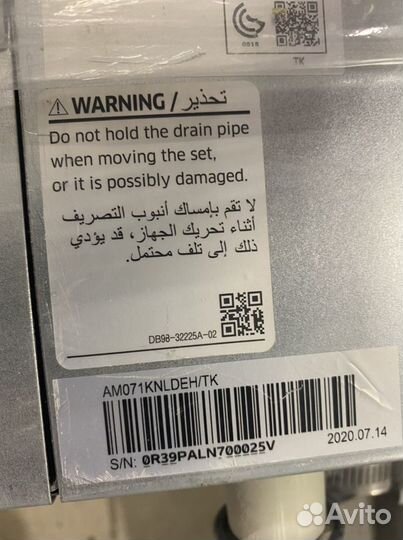 0018
TK
⚠ WARNING / تحذير
Do not hold the drain pipe
when moving the set,
or it is possibly damaged.
لا تقم بإمساك أنبوب التصريف
أثناء تحريك الجهاز، قد يؤدي
ذلك إلى تلف محتمل.
DB98-32225A-02
AM071KNLDEH/TK
2020.07.14
S/N: 0R39PALN700025V
Avito